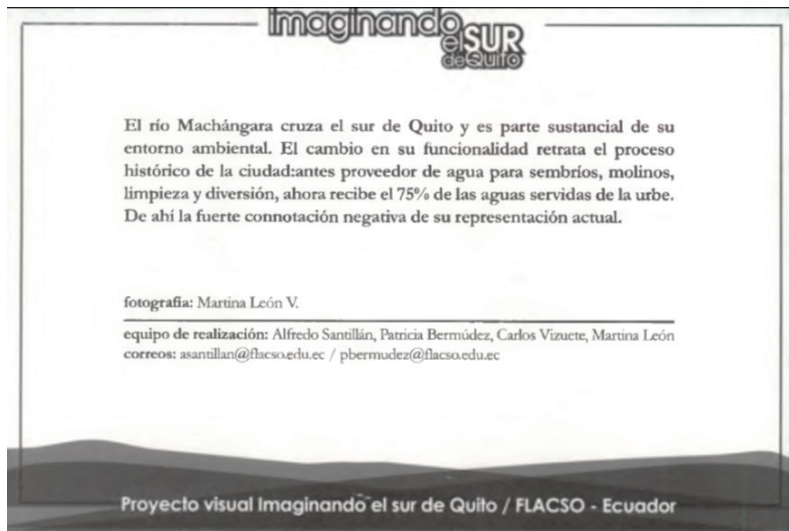 Imaginando
el SUR
de Quito
El río Machángara cruza el sur de Quito y es parte sustancial de su
entorno ambiental. El cambio en su funcionalidad retrata el proceso
histórico de la ciudad:antes proveedor de agua para sembríos, molinos,
limpieza y diversión, ahora recibe el 75% de las aguas servidas de la urbe.
De ahí la fuerte connotación negativa de su representación actual.
fotografía: Martina León V.
equipo de realización: Alfredo Santillán, Patricia Bermúdez, Carlos Vizuete, Martina León
correos: asantillan@flacso.edu.ec / pbermudez@flacso.edu.ec
Proyecto visual Imaginando el sur de Quito / FLACSO - Ecuador